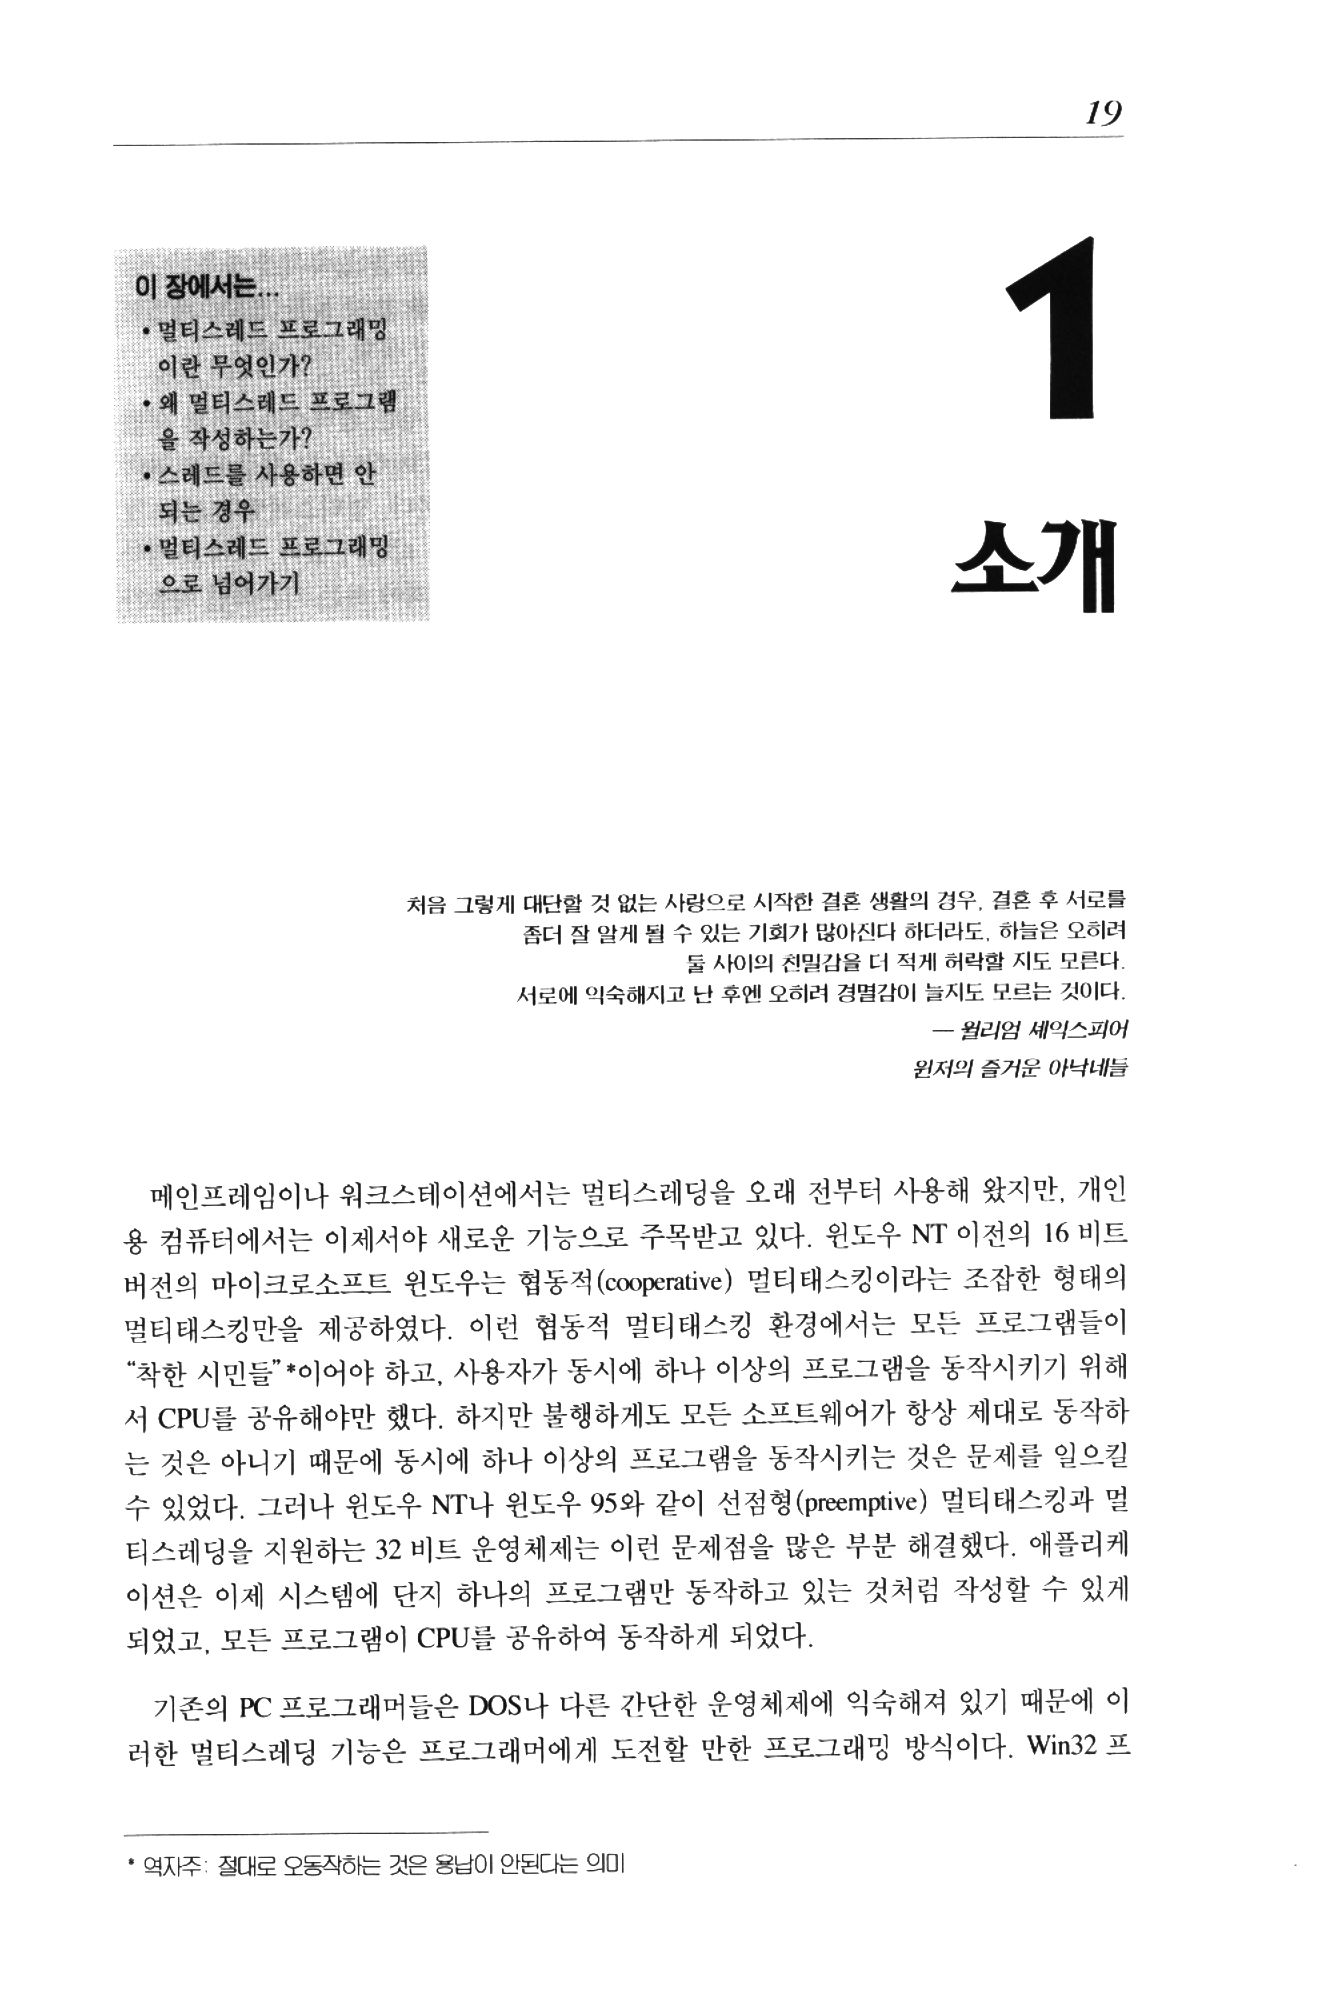 19
이 장에서는...
• 멀티스레드 프로그래밍
이란 무엇인가?
• 왜 멀티스레드 프로그램
을 작성하는가?
• 스레드를 사용하면 안
되는 경우
• 멀티스레드 프로그래밍
으로 넘어가기
1
소개
처음 그렇게 대단할 것 없는 사랑으로 시작한 결혼 생활의 경우, 결혼 후 서로를
좀더 잘 알게 될 수 있는 기회가 많아진다 하더라도, 하늘은 오히려
둘 사이의 친밀감을 더 적게 허락할 지도 모른다.
서로에 익숙해지고 난 후엔 오히려 경멸감이 늘지도 모르는 것이다.
— 윌리엄 셰익스피어
윈저의 즐거운 아낙네들
메인프레임이나 워크스테이션에서는 멀티스레딩을 오래 전부터 사용해 왔지만, 개인
용 컴퓨터에서는 이제서야 새로운 기능으로 주목받고 있다. 윈도우 NT 이전의 16 비트
버전의 마이크로소프트 윈도우는 협동적(cooperative) 멀티태스킹이라는 조잡한 형태의
멀티태스킹만을 제공하였다. 이런 협동적 멀티태스킹 환경에서는 모든 프로그램들이
“착한 시민들”*이어야 하고, 사용자가 동시에 하나 이상의 프로그램을 동작시키기 위해
서 CPU를 공유해야만 했다. 하지만 불행하게도 모든 소프트웨어가 항상 제대로 동작하
는 것은 아니기 때문에 동시에 하나 이상의 프로그램을 동작시키는 것은 문제를 일으킬
수 있었다. 그러나 윈도우 NT나 윈도우 95와 같이 선점형(preemptive) 멀티태스킹과 멀
티스레딩을 지원하는 32 비트 운영체제는 이런 문제점을 많은 부분 해결했다. 애플리케
이션은 이제 시스템에 단지 하나의 프로그램만 동작하고 있는 것처럼 작성할 수 있게
되었고, 모든 프로그램이 CPU를 공유하여 동작하게 되었다.
기존의 PC 프로그래머들은 DOS나 다른 간단한 운영체제에 익숙해져 있기 때문에 이
러한 멀티스레딩 기능은 프로그래머에게 도전할 만한 프로그래밍 방식이다. Win32 프
* 역자주: 절대로 오동작하는 것은 용납이 안된다는 의미